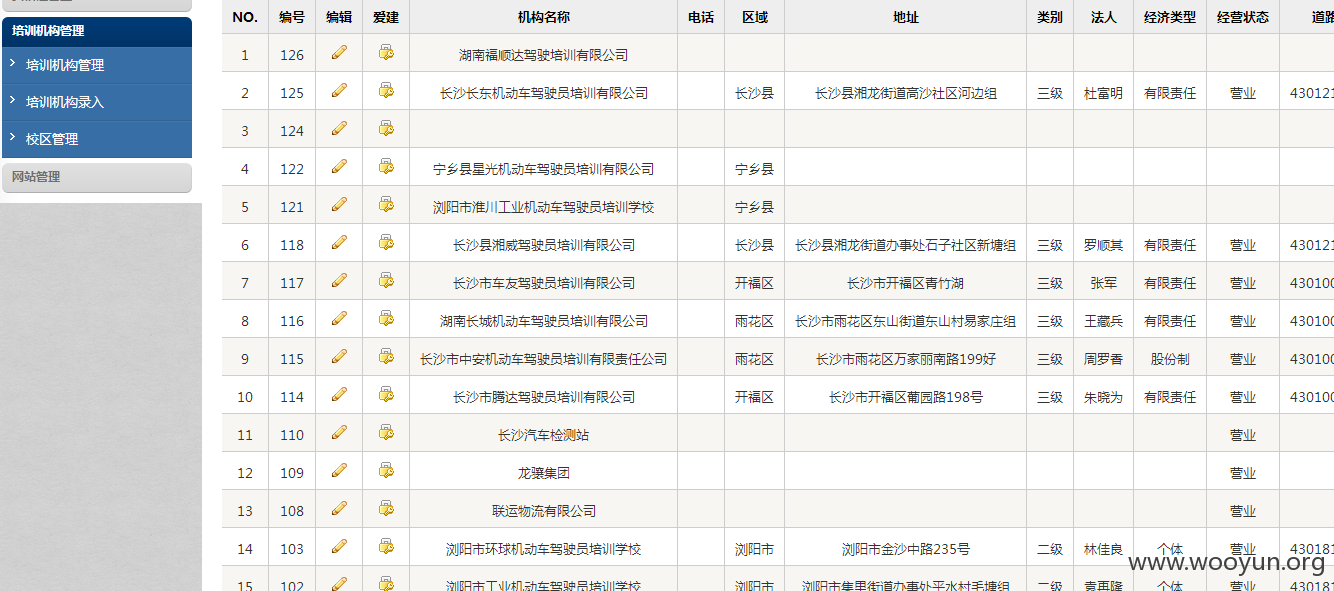 培训机构管理
培训机构管理
培训机构录入
校区管理
网站管理
NO. 编号 编辑 爱建 机构名称 电话 区域 地址 类别 法人 经济类型 经营状态 道路
1 126 湖南福顺达驾驶培训有限公司
2 125 长沙长东机动车驾驶员培训有限公司 长沙县 长沙县湘龙街道高沙社区河边组 三级 杜富明 有限责任 营业 430121
3 124
4 122 宁乡县星光机动车驾驶员培训有限公司 宁乡县
5 121 浏阳市淮川工业机动车驾驶员培训学校 宁乡县
6 118 长沙县湘威驾驶员培训有限公司 长沙县 长沙县湘龙街道办事处石子社区新塘组 三级 罗顺其 有限责任 营业 430121
7 117 长沙市车友驾驶员培训有限公司 开福区 长沙市开福区青竹湖 三级 张军 有限责任 营业 430100
8 116 湖南长城机动车驾驶员培训有限公司 雨花区 长沙市雨花区东山街道东山村易家庄组 三级 王藏兵 有限责任 营业 430100
9 115 长沙市中安机动车驾驶员培训有限责任公司 雨花区 长沙市雨花区万家丽南路199好 三级 周罗香 股份制 营业 430100
10 114 长沙市腾达驾驶员培训有限公司 开福区 长沙市开福区葡园路198号 三级 朱晓为 有限责任 营业 430100
11 110 长沙汽车检测站 营业
12 109 龙骧集团 营业
13 108 联运物流有限公司 营业
14 103 浏阳市环球机动车驾驶员培训学校 浏阳市 浏阳市金沙中路235号 二级 林佳良 个体 营业 430181
15 102 浏阳市工业机动车驾驶员培训学校 浏阳市 浏阳市集里街道办事处平水村毛塘组 二级 袁再隆 个体 营业 430181
www.wooyun.org